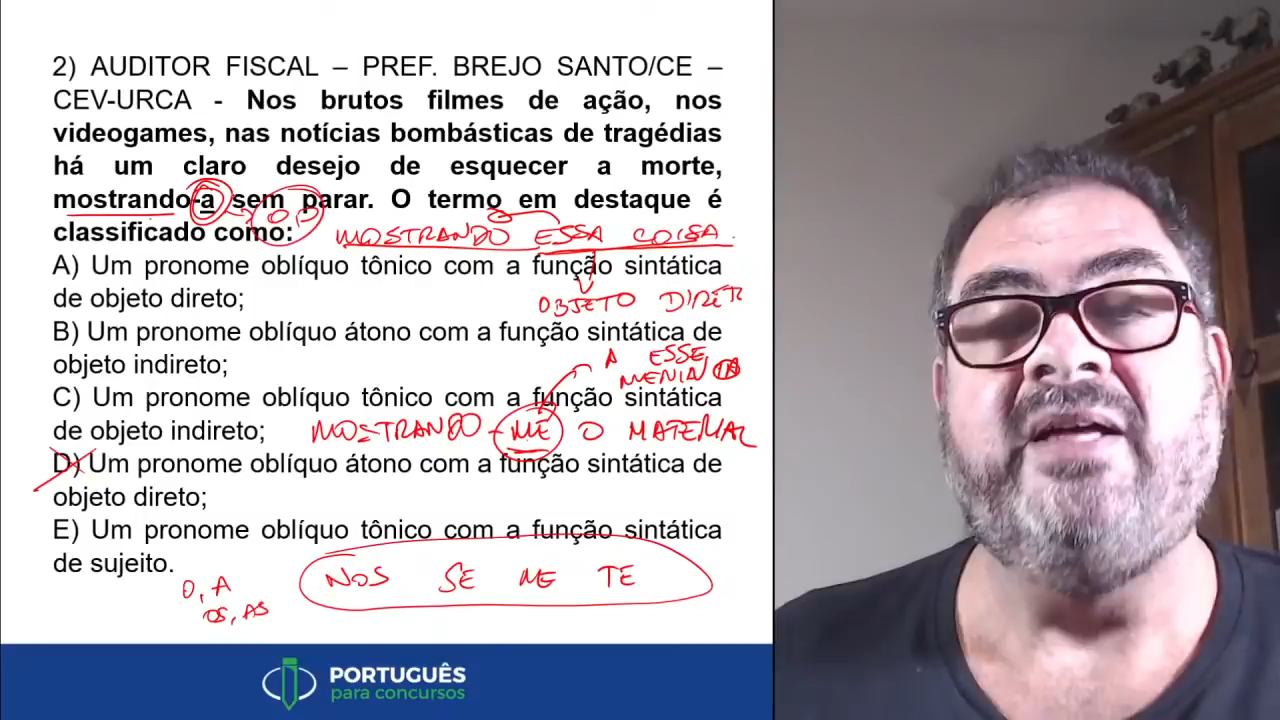 2) AUDITOR FISCAL – PREF. BREJO SANTO/CE –
CEV-URCA - Nos brutos filmes de ação, nos
videogames, nas notícias bombásticas de tragédias
há um claro desejo de esquecer a morte,
mostrando-a sem parar. O termo em destaque é
OD
classificado como:
MOSTRANDO ESSA COISA.
A) Um pronome oblíquo tônico com a função sintática
de objeto direto;
OBJETO DIRET
B) Um pronome oblíquo átono com a função sintática de
objeto indireto;
A ESSE
MENIN
C) Um pronome oblíquo tônico com a função sintática
de objeto indireto;
MOSTRANDO - ME O MATERIAL
D) Um pronome oblíquo átono com a função sintática de
objeto direto;
E) Um pronome oblíquo tônico com a função sintática
de sujeito.
NOS SE ME TE
O, A
OS, AS
PORTUGUÊS
para concursos